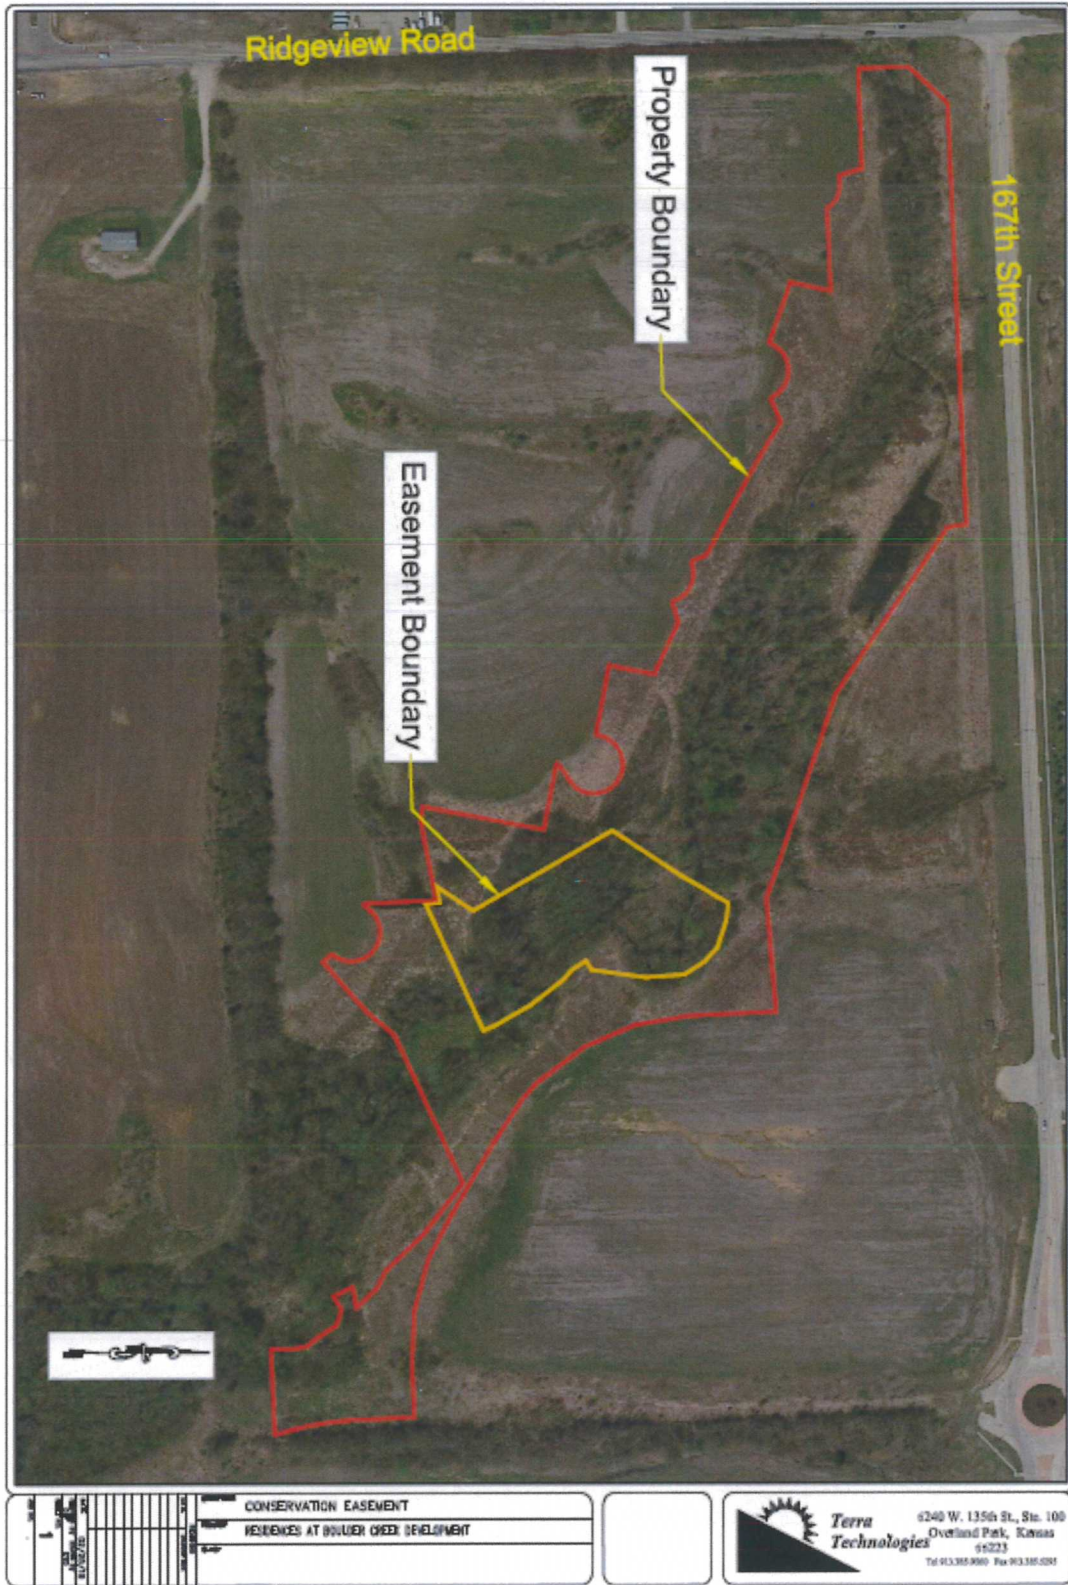 Ridgeview Road
Property Boundary
167th Street
Easement Boundary
CONSERVATION EASEMENT
RESIDENCES AT BOULDER CREEK DEVELOPMENT
1
Terra
Technologies
6240 W. 135th St., Ste. 100
Overland Park, Kansas
66223